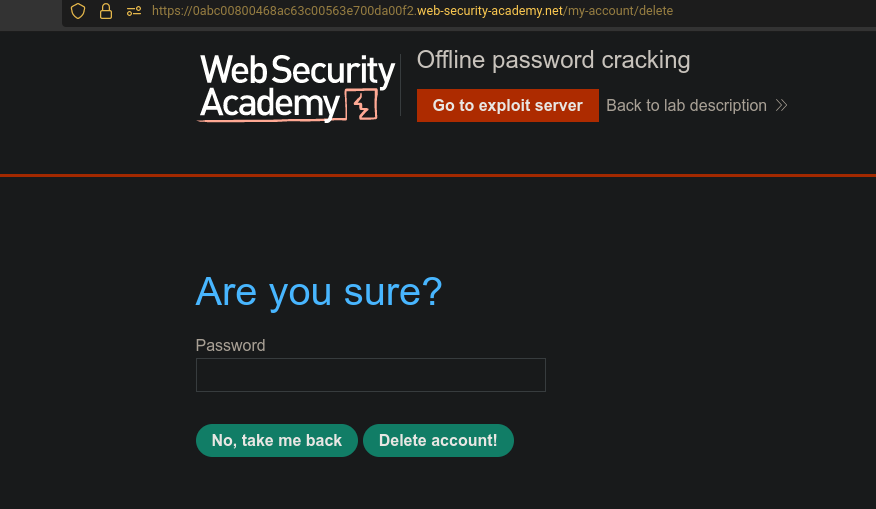 https://0abc00800468ac63c00563e700da00f2.web-security-academy.net/my-account/delete
Web Security
Academy
Offline password cracking
Go to exploit server
Back to lab description
Are you sure?
Password
No, take me back
Delete account!